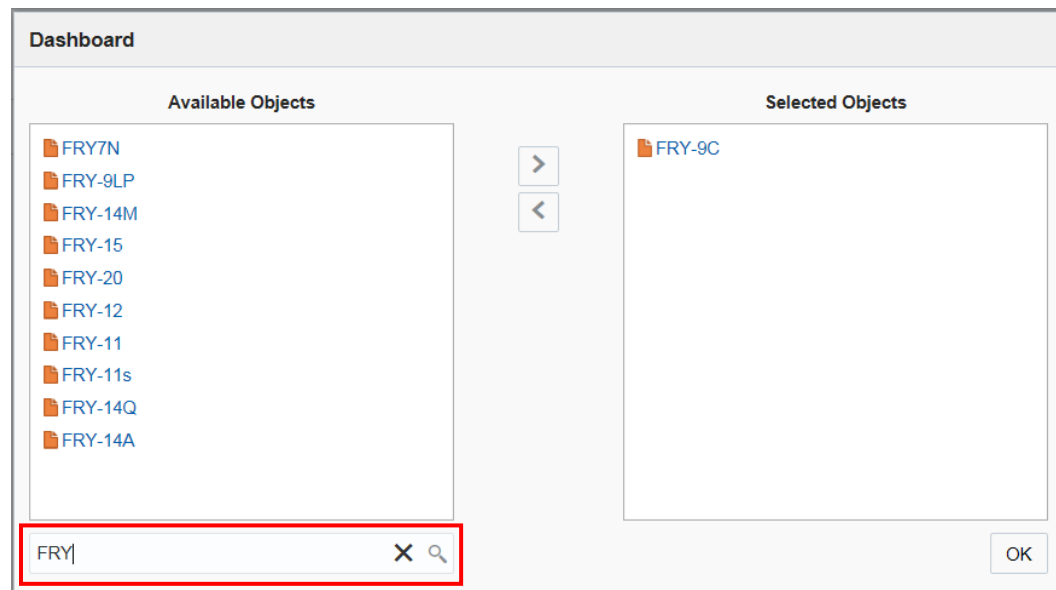 Dashboard
Available Objects
FRY7N
FRY-9LP
FRY-14M
FRY-15
FRY-20
FRY-12
FRY-11
FRY-11s
FRY-14Q
FRY-14A
FRY
Selected Objects
FRY-9C
OK